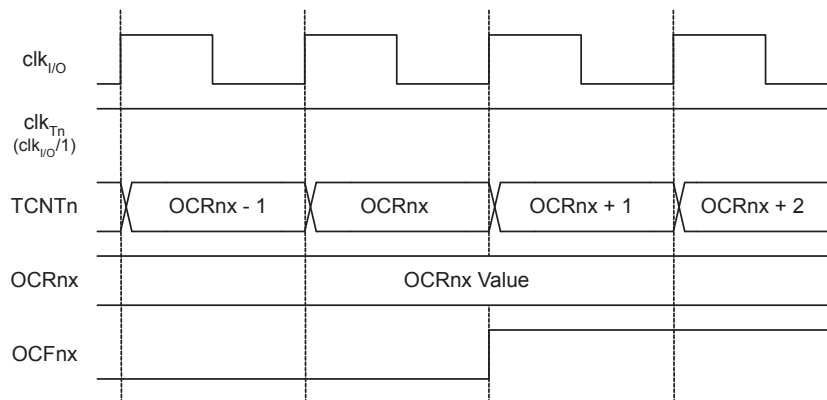 clkI/O
clkTn
(clkI/O/1)
TCNTn OCRnx - 1 OCRnx OCRnx + 1 OCRnx + 2
OCRnx OCRnx Value
OCFnx